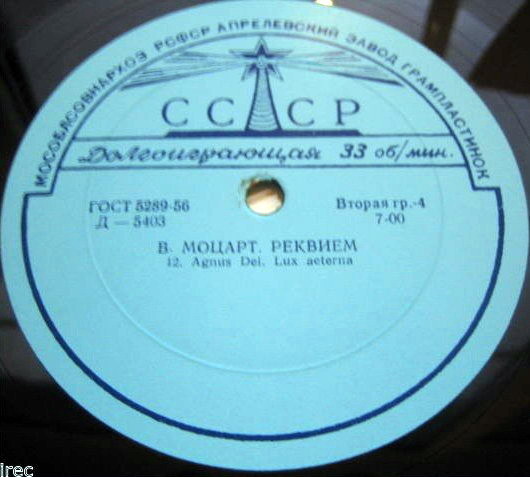 МОСОБЛСОВНАРХОЗ РСФСР АПРЕЛЕВСКИЙ ЗАВОД ГРАМПЛАСТИНОК
СССР
Долгоиграющая 33 об/мин.
ГОСТ 5289-56 Вторая гр.-4
Д — 5403 7-00
В. МОЦАРТ. РЕКВИЕМ
12. Agnus Dei. Lux aeterna
irec